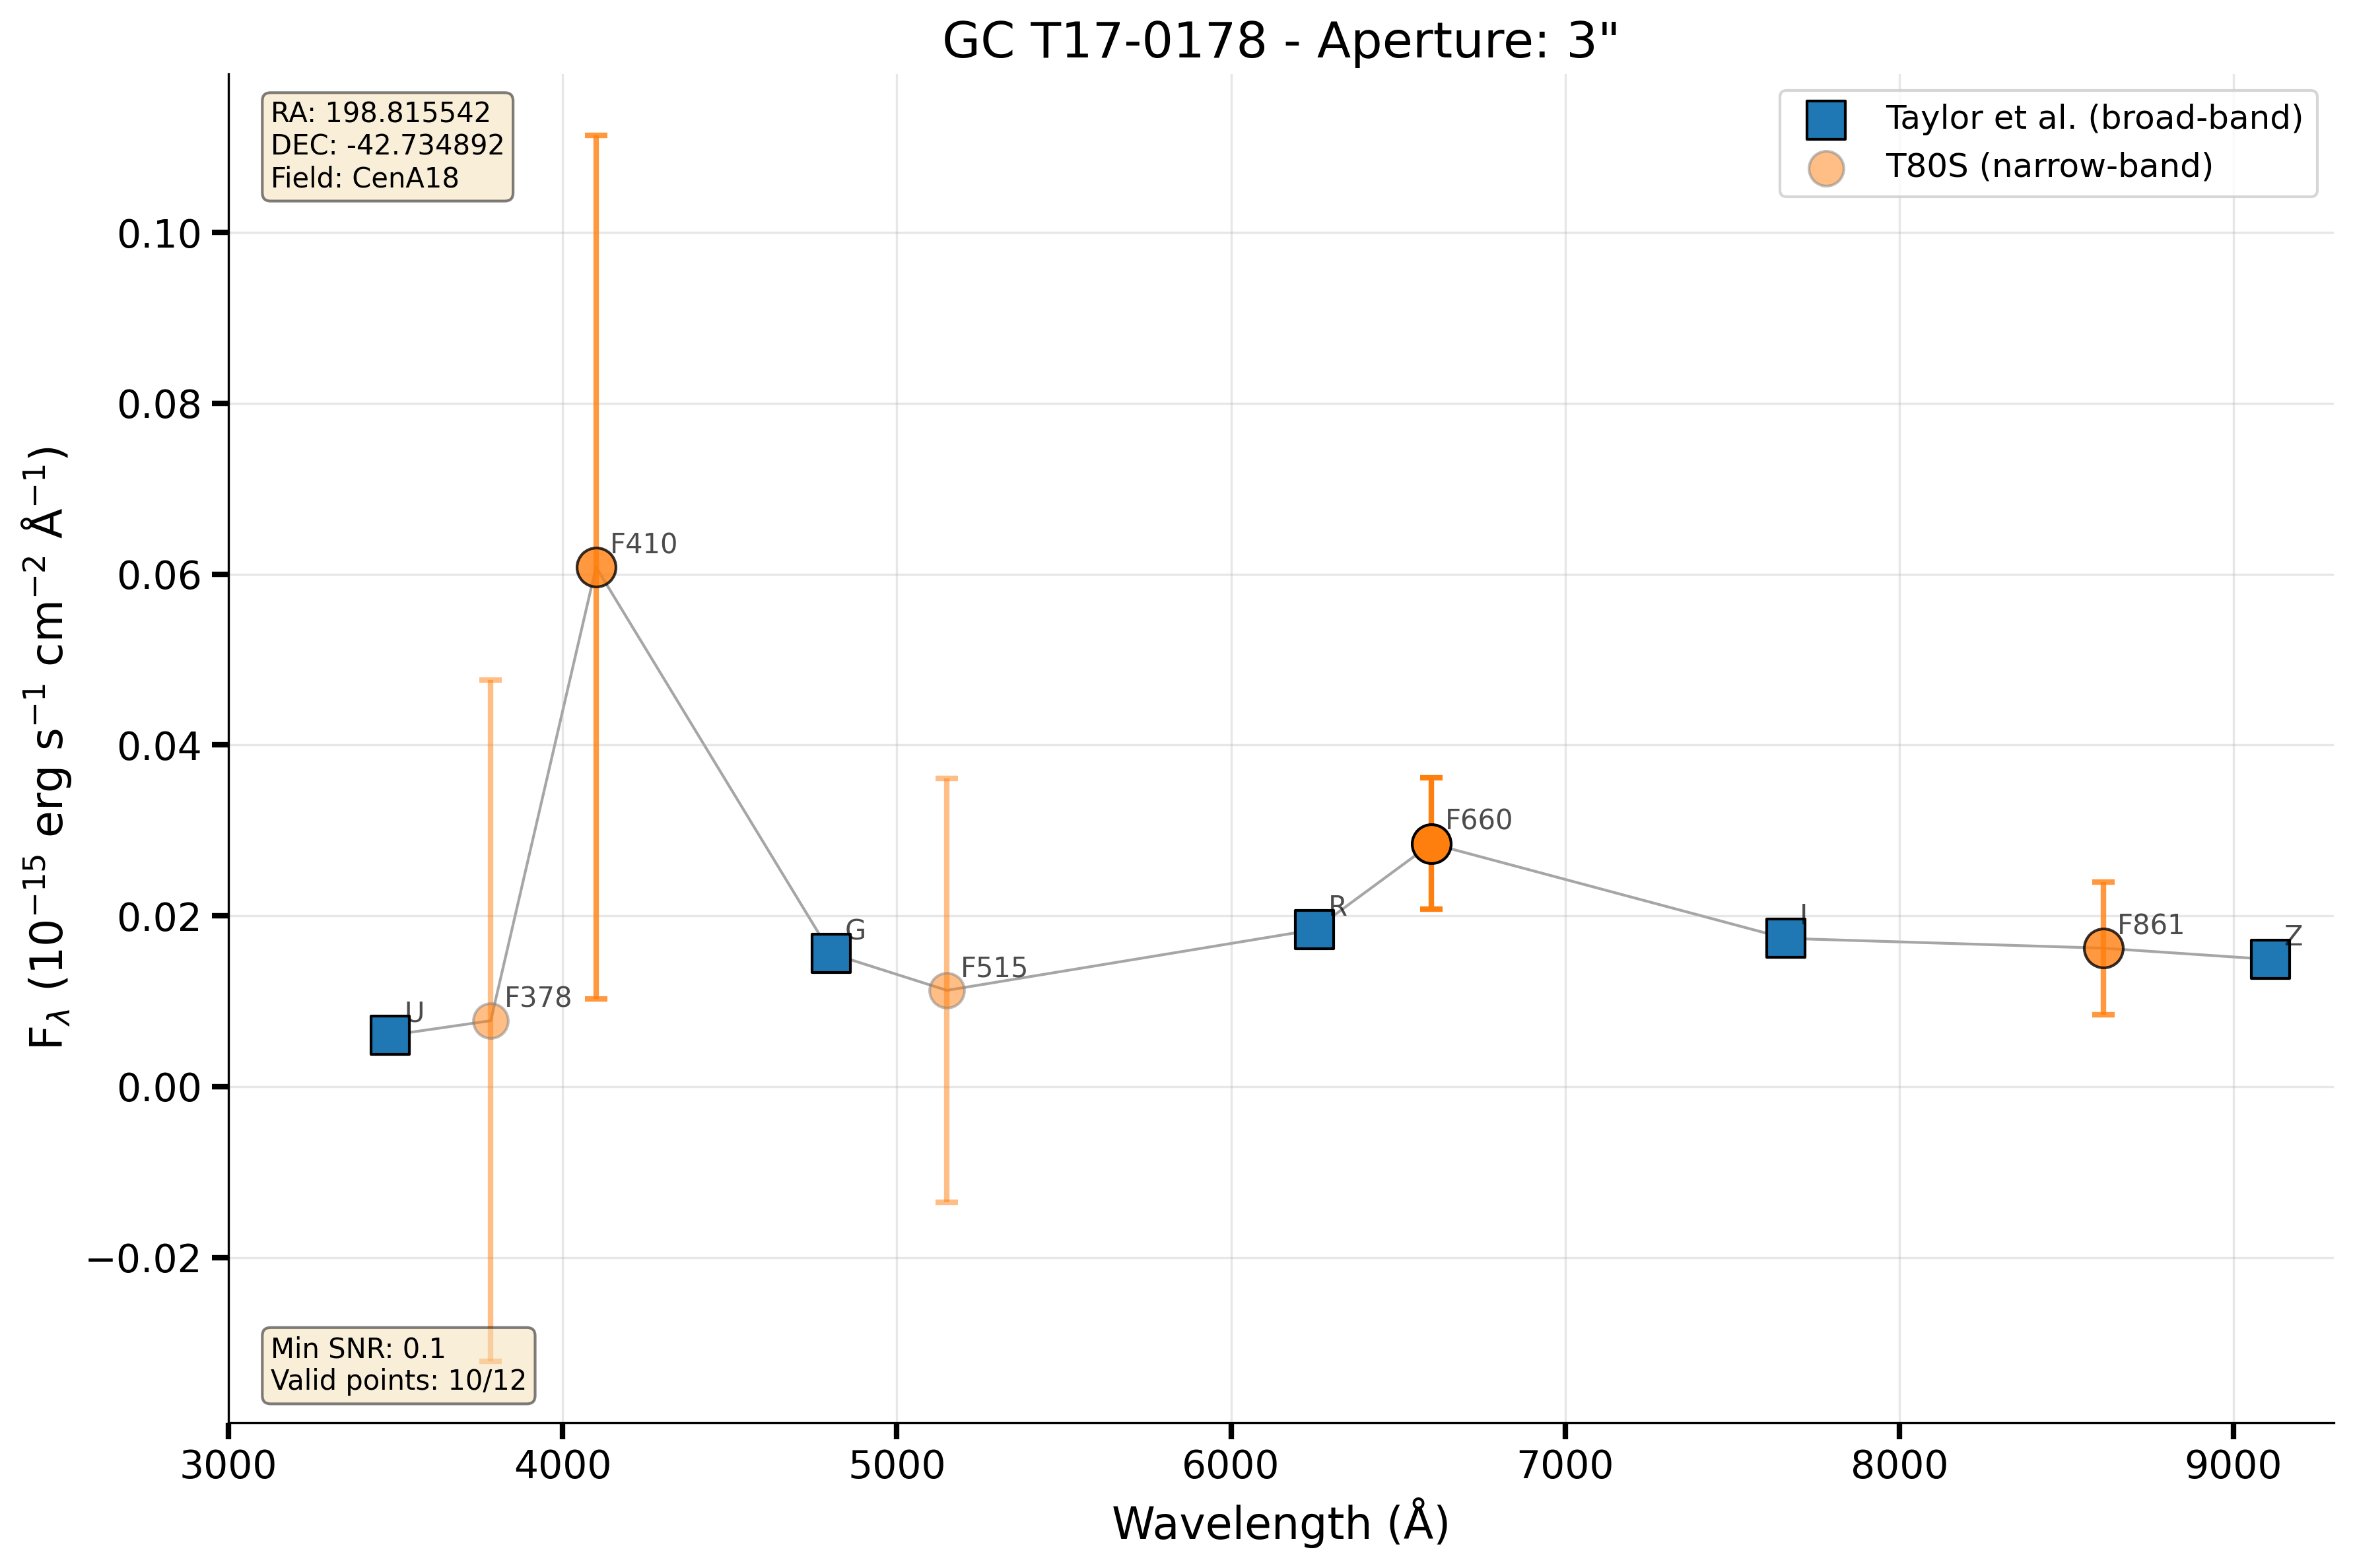 GC T17-0178 - Aperture: 3"
RA: 198.815542
DEC: -42.734892
Field: CenA18
Taylor et al. (broad-band)
T80S (narrow-band)
F410
F660
R
G
I
F861
Z
F515
F378
U
0.10
0.08
0.06
0.04
0.02
0.00
−0.02
Fλ (10⁻¹⁵ erg s⁻¹ cm⁻² Å⁻¹)
Min SNR: 0.1
Valid points: 10/12
3000 4000 5000 6000 7000 8000 9000
Wavelength (Å)